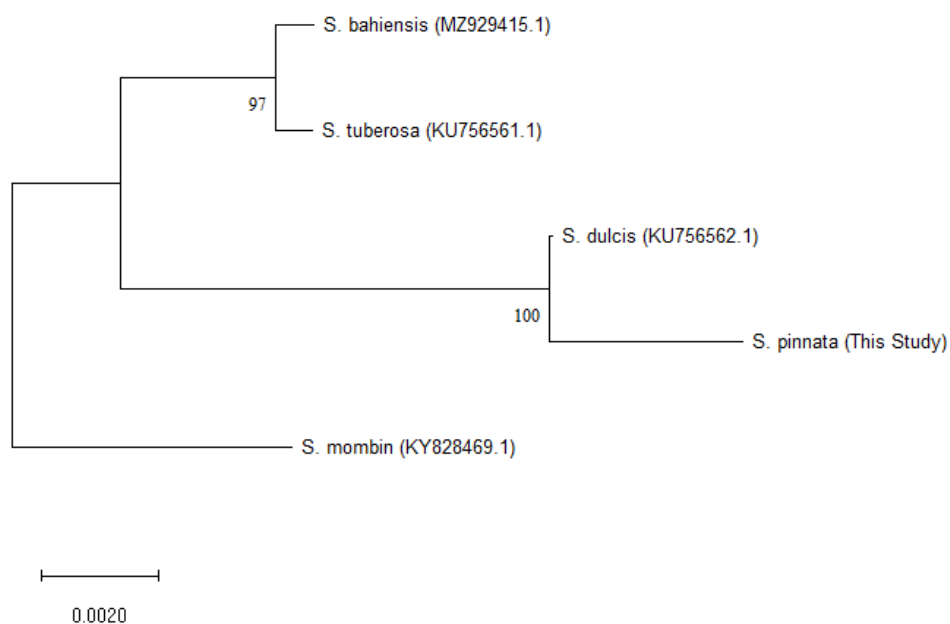 S. bahiensis (MZ929415.1)
97
S. tuberosa (KU756561.1)
S. dulcis (KU756562.1)
100
S. pinnata (This Study)
S. mombin (KY828469.1)
0.0020